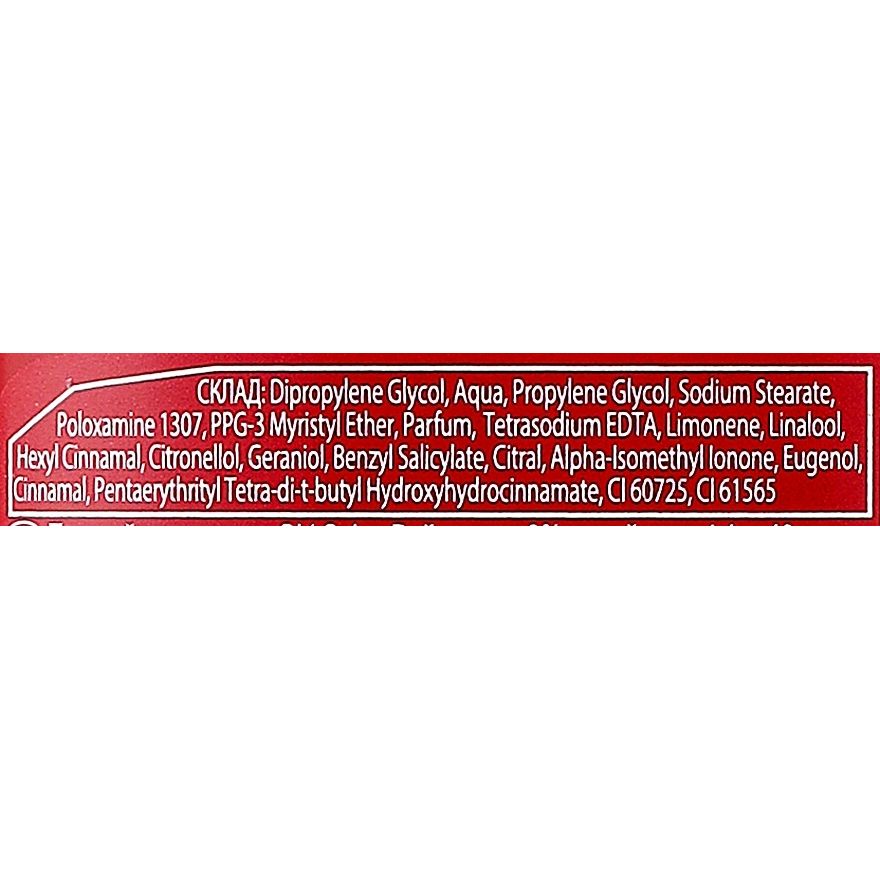 СКЛАД: Dipropylene Glycol, Aqua, Propylene Glycol, Sodium Stearate,
Poloxamine 1307, PPG-3 Myristyl Ether, Parfum, Tetrasodium EDTA, Limonene, Linalool,
Hexyl Cinnamal, Citronellol, Geraniol, Benzyl Salicylate, Citral, Alpha-Isomethyl Ionone, Eugenol,
Cinnamal, Pentaerythrityl Tetra-di-t-butyl Hydroxyhydrocinnamate, CI 60725, CI 61565